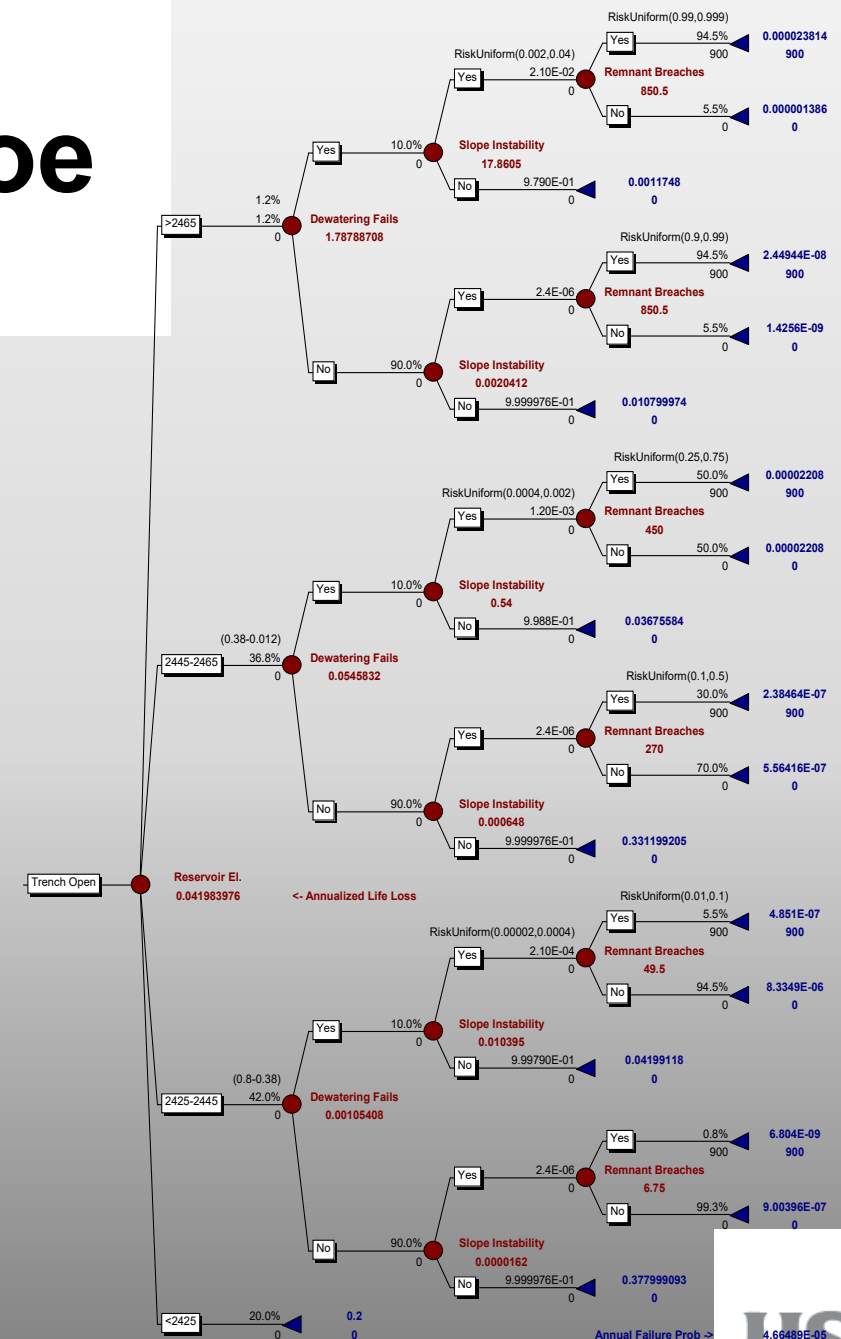 oe
RiskUniform(0.99,0.999)
Yes 94.5% 0.000023814
900 900
RiskUniform(0.002,0.04)
Yes 2.10E-02 Remnant Breaches
0 850.5
No 5.5% 0.000001386
0 0
Yes 10.0% Slope Instability
0 17.8605
No 9.790E-01 0.0011748
0 0
1.2%
>2465 1.2% Dewatering Fails
0 1.78788708
RiskUniform(0.9,0.99)
Yes 94.5% 2.44944E-08
900 900
Yes 2.4E-06 Remnant Breaches
0 850.5
No 5.5% 1.4256E-09
0 0
No 90.0% Slope Instability
0 0.0020412
No 9.999976E-01 0.010799974
0 0
RiskUniform(0.25,0.75)
Yes 50.0% 0.00002208
900 900
RiskUniform(0.0004,0.002)
Yes 1.20E-03 Remnant Breaches
0 450
No 50.0% 0.00002208
0 0
Yes 10.0% Slope Instability
0 0.54
No 9.988E-01 0.03675584
0 0
(0.38-0.012)
2445-2465 36.8% Dewatering Fails
0 0.0545832
RiskUniform(0.1,0.5)
Yes 30.0% 2.38464E-07
900 900
Yes 2.4E-06 Remnant Breaches
0 270
No 70.0% 5.56416E-07
0 0
No 90.0% Slope Instability
0 0.000648
No 9.999976E-01 0.331199205
0 0
Trench Open Reservoir El.
0.041983976 <- Annualized Life Loss
RiskUniform(0.01,0.1)
Yes 5.5% 4.851E-07
900 900
RiskUniform(0.00002,0.0004)
Yes 2.10E-04 Remnant Breaches
0 49.5
No 94.5% 8.3349E-06
0 0
Yes 10.0% Slope Instability
0 0.010395
No 9.99790E-01 0.04199118
0 0
(0.8-0.38)
2425-2445 42.0% Dewatering Fails
0 0.00105408
Yes 0.8% 6.804E-09
900 900
Yes 2.4E-06 Remnant Breaches
0 6.75
No 99.3% 9.00396E-07
0 0
No 90.0% Slope Instability
0 0.0000162
No 9.999976E-01 0.377999093
0 0
<2425 20.0% 0.2
0 0
Annual Failure Prob -> 4.66489E-05